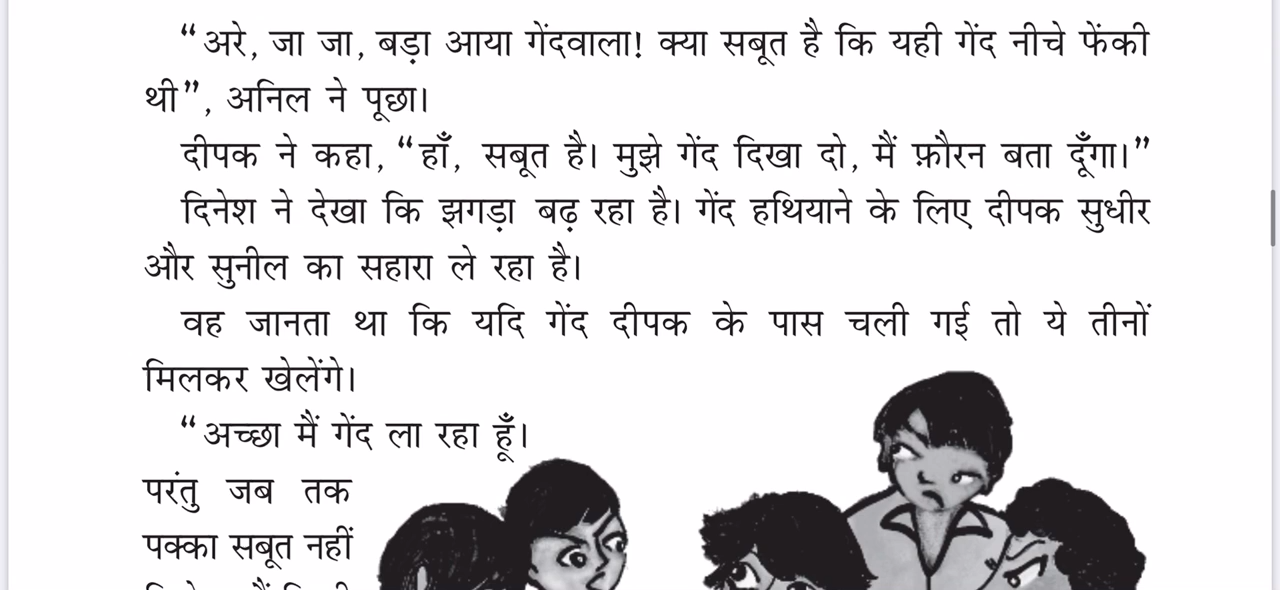 “अरे, जा जा, बड़ा आया गेंदवाला! क्या सबूत है कि यही गेंद नीचे फेंकी
थी”, अनिल ने पूछा।
दीपक ने कहा, “हाँ, सबूत है। मुझे गेंद दिखा दो, मैं फ़ौरन बता दूँगा।”
दिनेश ने देखा कि झगड़ा बढ़ रहा है। गेंद हथियाने के लिए दीपक सुधीर
और सुनील का सहारा ले रहा है।
वह जानता था कि यदि गेंद दीपक के पास चली गई तो ये तीनों
मिलकर खेलेंगे।
“अच्छा मैं गेंद ला रहा हूँ।
परंतु जब तक
पक्का सबूत नहीं